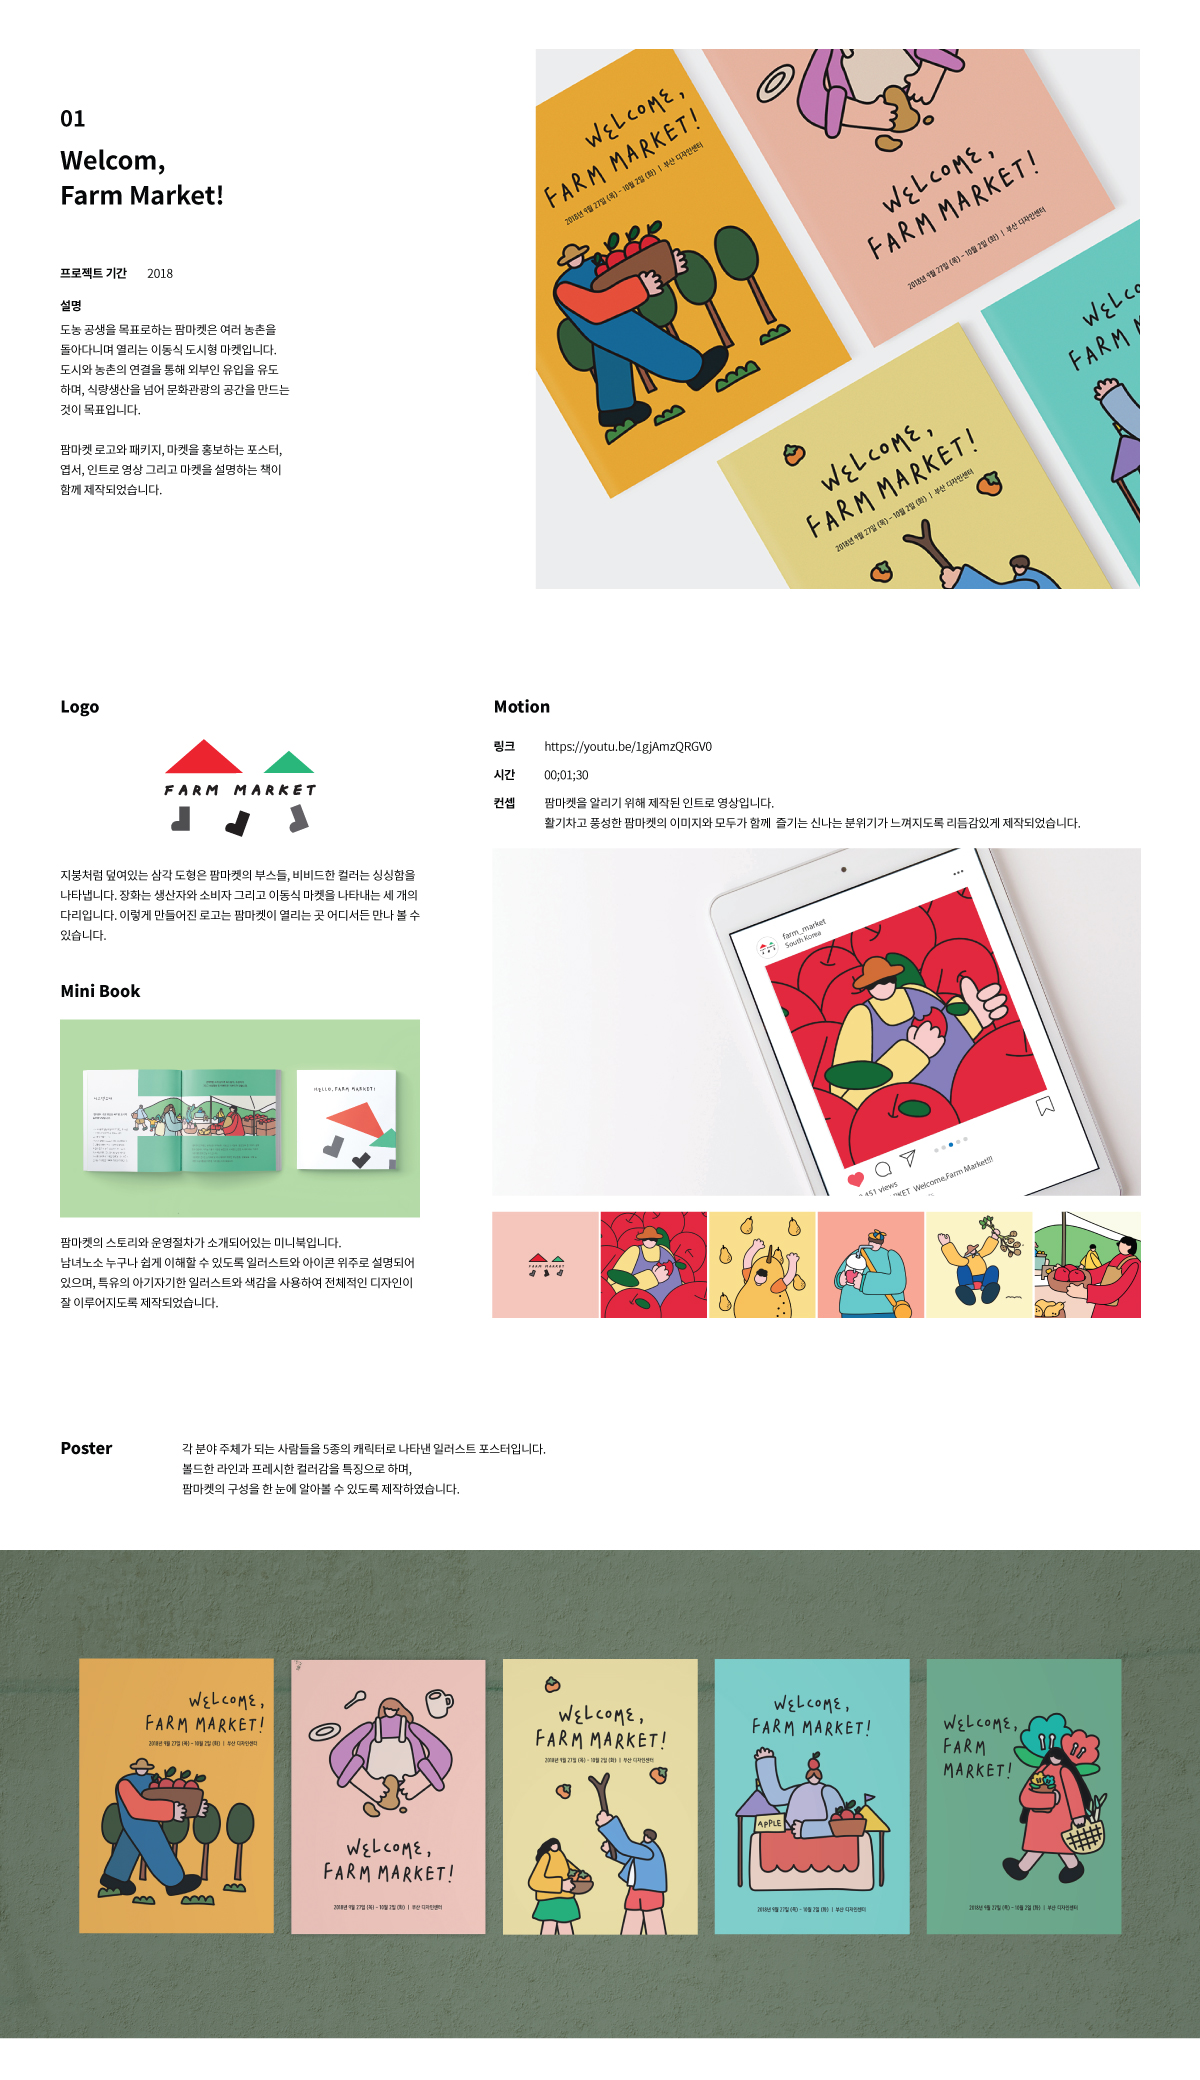 01
Welcom,
Farm Market!
프로젝트 기간 2018
설명
도농 공생을 목표로하는 팜마켓은 여러 농촌을
돌아다니며 열리는 이동식 도시형 마켓입니다.
도시와 농촌의 연결을 통해 외부인 유입을 유도
하며, 식량생산을 넘어 문화관광의 공간을 만드는
것이 목표입니다.
팜마켓 로고와 패키지, 마켓을 홍보하는 포스터,
엽서, 인트로 영상 그리고 마켓을 설명하는 책이
함께 제작되었습니다.
WELCOME,
FARM MARKET!
2018년 9월 27일 (목) - 10월 2일 (화) | 부산 디자인센터
WELCOME,
FARM MARKET!
2018년 9월 27일 (목) - 10월 2일 (화) | 부산 디자인센터
WELCOME,
FARM MARKET!
2018년 9월 27일 (목) - 10월 2일 (화) | 부산 디자인센터
WELCO
FARM M
Logo
FARM MARKET
지붕처럼 덮여있는 삼각 도형은 팜마켓의 부스들, 비비드한 컬러는 싱싱함을
나타냅니다. 장화는 생산자와 소비자 그리고 이동식 마켓을 나타내는 세 개의
다리입니다. 이렇게 만들어진 로고는 팜마켓이 열리는 곳 어디서든 만나 볼 수
있습니다.
Mini Book
HELLO, FARM MARKET!
팜마켓의 스토리와 운영절차가 소개되어있는 미니북입니다.
남녀노소 누구나 쉽게 이해할 수 있도록 일러스트와 아이콘 위주로 설명되어
있으며, 특유의 아기자기한 일러스트와 색감을 사용하여 전체적인 디자인이
잘 이루어지도록 제작되었습니다.
Motion
링크 https://youtu.be/1gjAmzQRGV0
시간 00;01;30
컨셉 팜마켓을 알리기 위해 제작된 인트로 영상입니다.
활기차고 풍성한 팜마켓의 이미지와 모두가 함께 즐기는 신나는 분위기가 느껴지도록 리듬감있게 제작되었습니다.
farm_market
South Korea
451 views
RKET Welcome,Farm Market!!!
FARM MARKET
Poster
각 분야 주체가 되는 사람들을 5종의 캐릭터로 나타낸 일러스트 포스터입니다.
볼드한 라인과 프레시한 컬러감을 특징으로 하며,
팜마켓의 구성을 한 눈에 알아볼 수 있도록 제작하였습니다.
WELCOME,
FARM MARKET!
2018년 9월 27일 (목) - 10월 2일 (화) | 부산 디자인센터
WELCOME,
FARM MARKET!
2018년 9월 27일 (목) - 10월 2일 (화) | 부산 디자인센터
WELCOME,
FARM MARKET!
2018년 9월 27일 (목) - 10월 2일 (화) | 부산 디자인센터
WELCOME,
FARM MARKET!
APPLE
2018년 9월 27일 (목) - 10월 2일 (화) | 부산 디자인센터
WELCOME,
FARM
MARKET!
2018년 9월 27일 (목) - 10월 2일 (화) | 부산 디자인센터